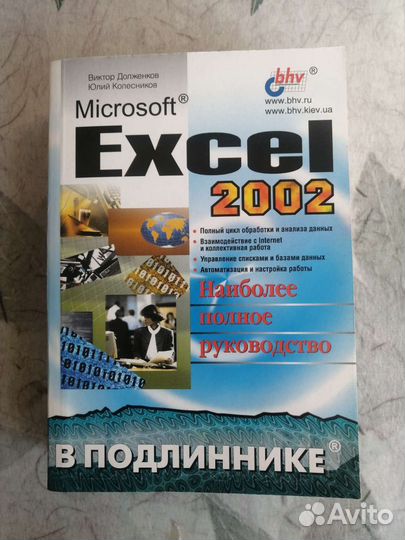 Виктор Долженков
Юлий Колесников
bhv®
www.bhv.ru
www.bhv.kiev.ua
Microsoft®
Excel
2002
• Полный цикл обработки и анализа данных
• Взаимодействие с Internet
и коллективная работа
• Управление списками и базами данных
• Автоматизация и настройка работы
Наиболее
полное
руководство
В ПОДЛИННИКЕ®
Avito